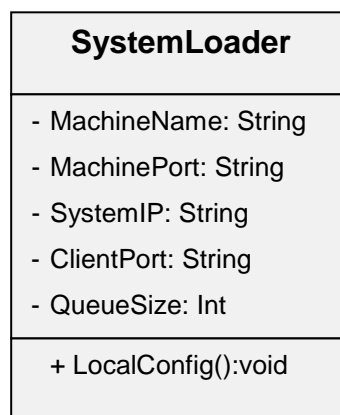 SystemLoader
- MachineName: String
- MachinePort: String
- SystemIP: String
- ClientPort: String
- QueueSize: Int
+ LocalConfig():void